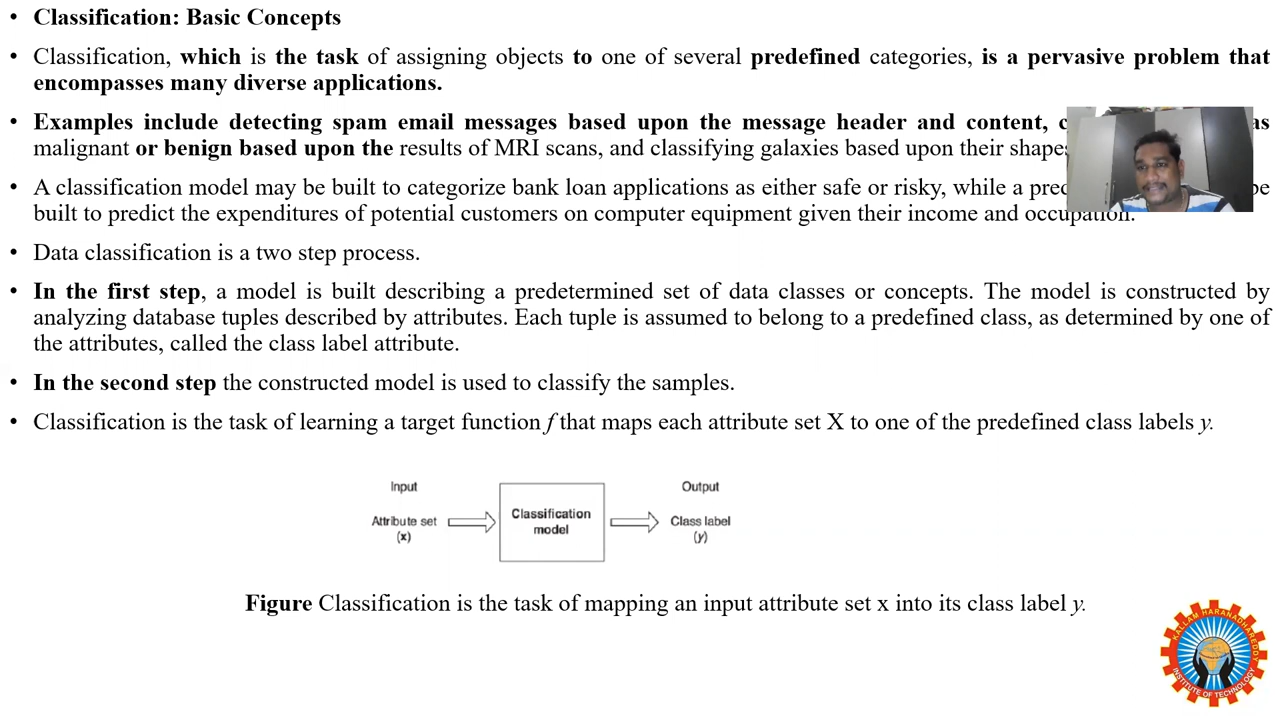 • Classification: Basic Concepts
• Classification, which is the task of assigning objects to one of several predefined categories, is a pervasive problem that
encompasses many diverse applications.
• Examples include detecting spam email messages based upon the message header and content, as
malignant or benign based upon the results of MRI scans, and classifying galaxies based upon their
• A classification model may be built to categorize bank loan applications as either safe or risky, while a
built to predict the expenditures of potential customers on computer equipment given their income and occupation.
• Data classification is a two step process.
• In the first step, a model is built describing a predetermined set of data classes or concepts. The model is constructed by
analyzing database tuples described by attributes. Each tuple is assumed to belong to a predefined class, as determined by one of
the attributes, called the class label attribute.
• In the second step the constructed model is used to classify the samples.
• Classification is the task of learning a target function f that maps each attribute set X to one of the predefined class labels y.
Input
Attribute set
(x)
Classification
model
Output
Class label
(y)
Figure Classification is the task of mapping an input attribute set x into its class label y.
KALLAM HARANADHAREDDY
INSTITUTE OF TECHNOLOGY